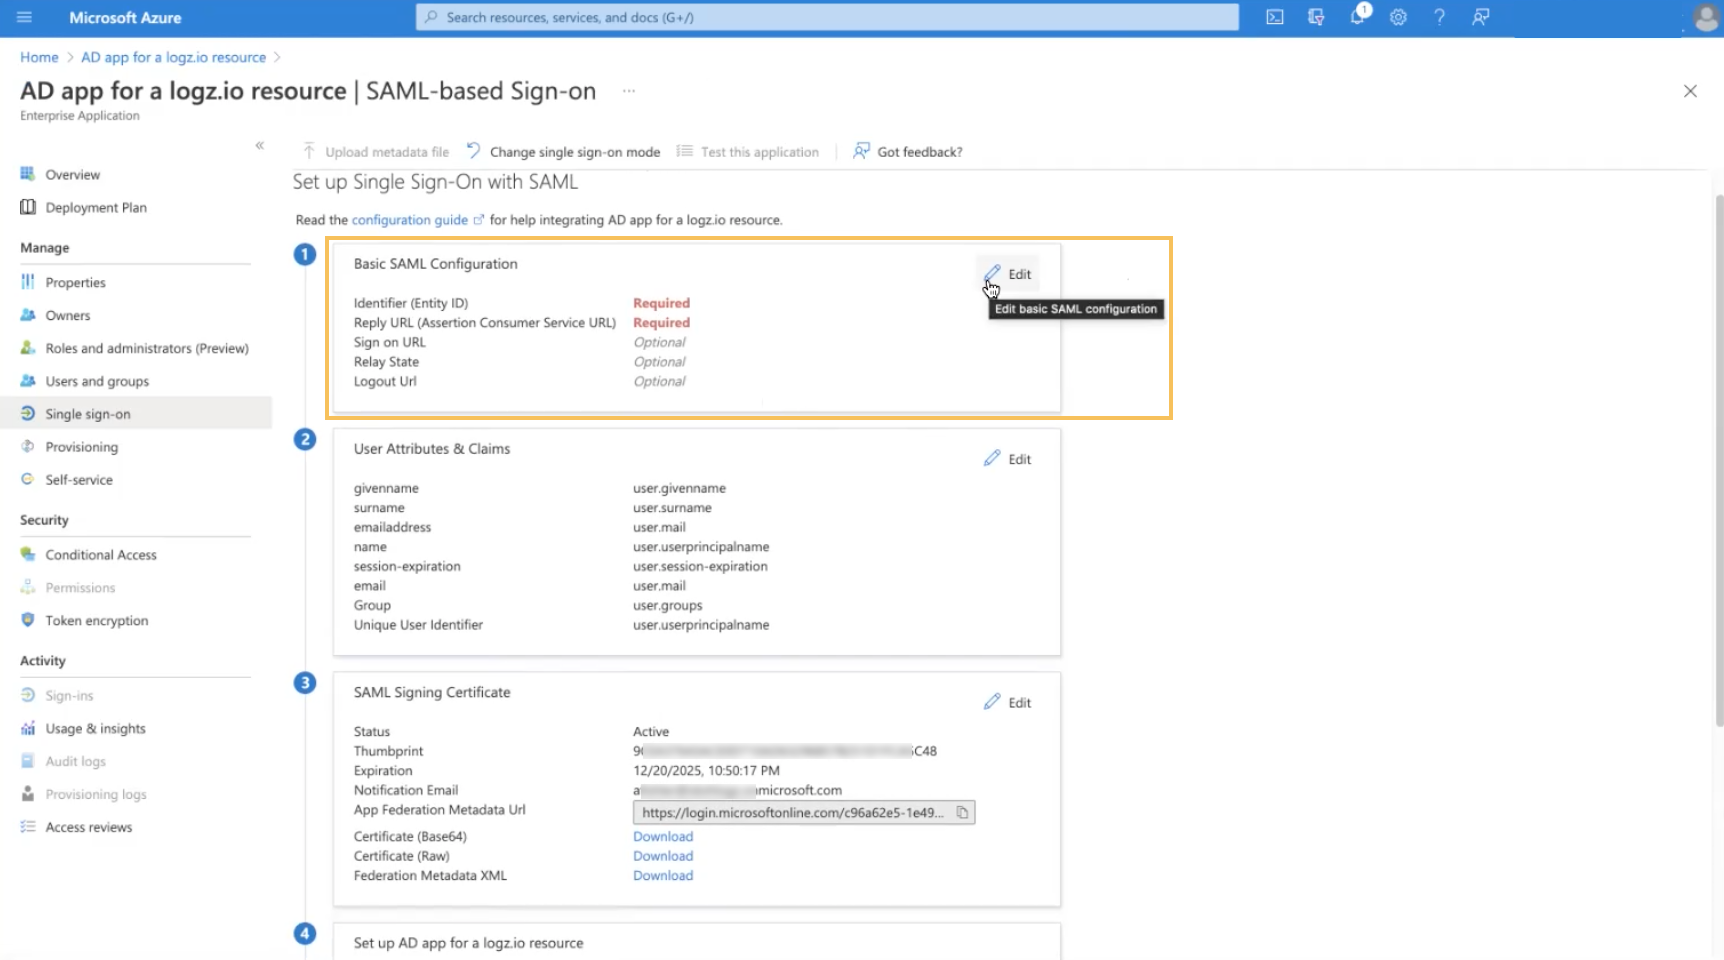 Microsoft Azure
Search resources, services, and docs (G+/)
1
?
Home > AD app for a logz.io resource >
AD app for a logz.io resource | SAML-based Sign-on ...
Enterprise Application
«
Upload metadata file
Change single sign-on mode
Test this application
Got feedback?
Overview
Deployment Plan
Manage
Properties
Owners
Roles and administrators (Preview)
Users and groups
Single sign-on
Provisioning
Self-service
Security
Conditional Access
Permissions
Token encryption
Activity
Sign-ins
Usage & insights
Audit logs
Provisioning logs
Access reviews
Set up Single Sign-On with SAML
Read the configuration guide for help integrating AD app for a logz.io resource.
1
Basic SAML Configuration
Edit
Edit basic SAML configuration
Identifier (Entity ID) Required
Reply URL (Assertion Consumer Service URL) Required
Sign on URL Optional
Relay State Optional
Logout Url Optional
2
User Attributes & Claims
Edit
givenname user.givenname
surname user.surname
emailaddress user.mail
name user.userprincipalname
session-expiration user.session-expiration
email user.mail
Group user.groups
Unique User Identifier user.userprincipalname
3
SAML Signing Certificate
Edit
Status Active
Thumbprint
Expiration 12/20/2025, 10:50:17 PM
Notification Email
App Federation Metadata Url https://login.microsoftonline.com/c96a62e5-1e49...
Certificate (Base64) Download
Certificate (Raw) Download
Federation Metadata XML Download
4
Set up AD app for a logz.io resource